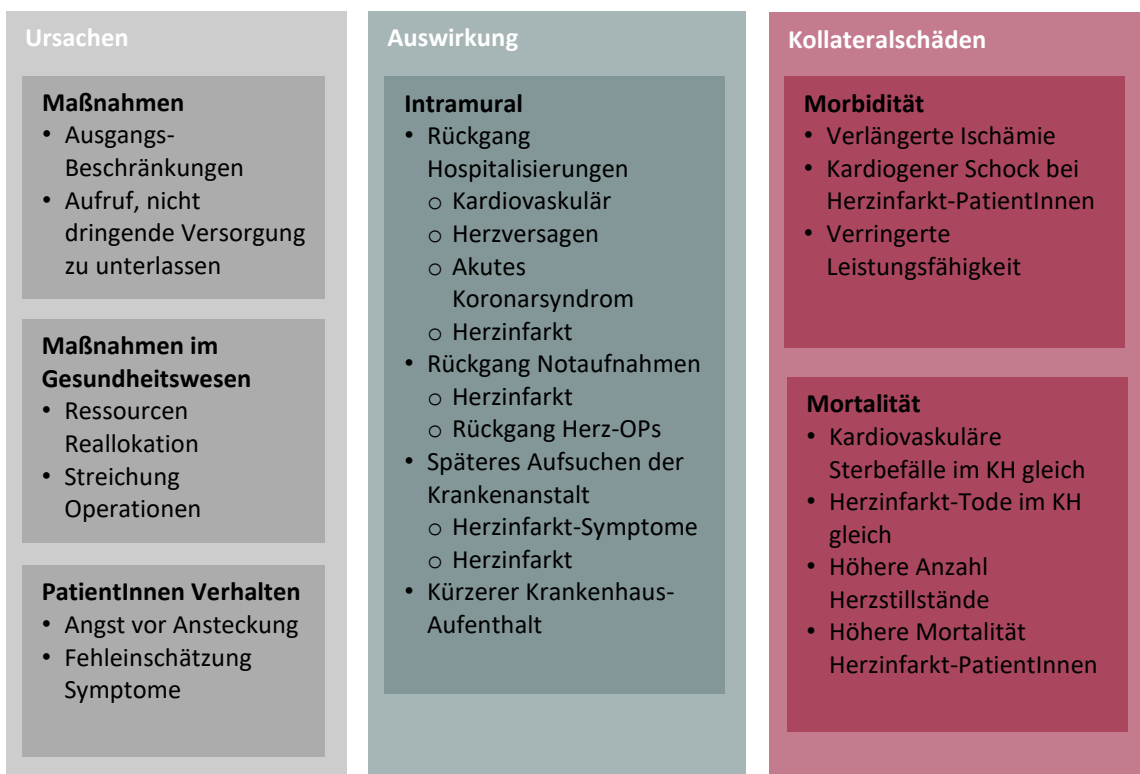 Ursachen
Maßnahmen
• Ausgangs-
Beschränkungen
• Aufruf, nicht
dringende Versorgung
zu unterlassen
Maßnahmen im
Gesundheitswesen
• Ressourcen
Reallokation
• Streichung
Operationen
PatientInnen Verhalten
• Angst vor Ansteckung
• Fehleinschätzung
Symptome
Auswirkung
Intramural
• Rückgang
Hospitalisierungen
o Kardiovaskulär
o Herzversagen
o Akutes
Koronarsyndrom
o Herzinfarkt
• Rückgang Notaufnahmen
o Herzinfarkt
o Rückgang Herz-OPs
• Späteres Aufsuchen der
Krankenanstalt
o Herzinfarkt-Symptome
o Herzinfarkt
• Kürzerer Krankenhaus-
Aufenthalt
Kollateralschäden
Morbidität
• Verlängerte Ischämie
• Kardiogener Schock bei
Herzinfarkt-PatientInnen
• Verringerte
Leistungsfähigkeit
Mortalität
• Kardiovaskuläre
Sterbefälle im KH gleich
• Herzinfarkt-Tode im KH
gleich
• Höhere Anzahl
Herzstillstände
• Höhere Mortalität
Herzinfarkt-PatientInnen